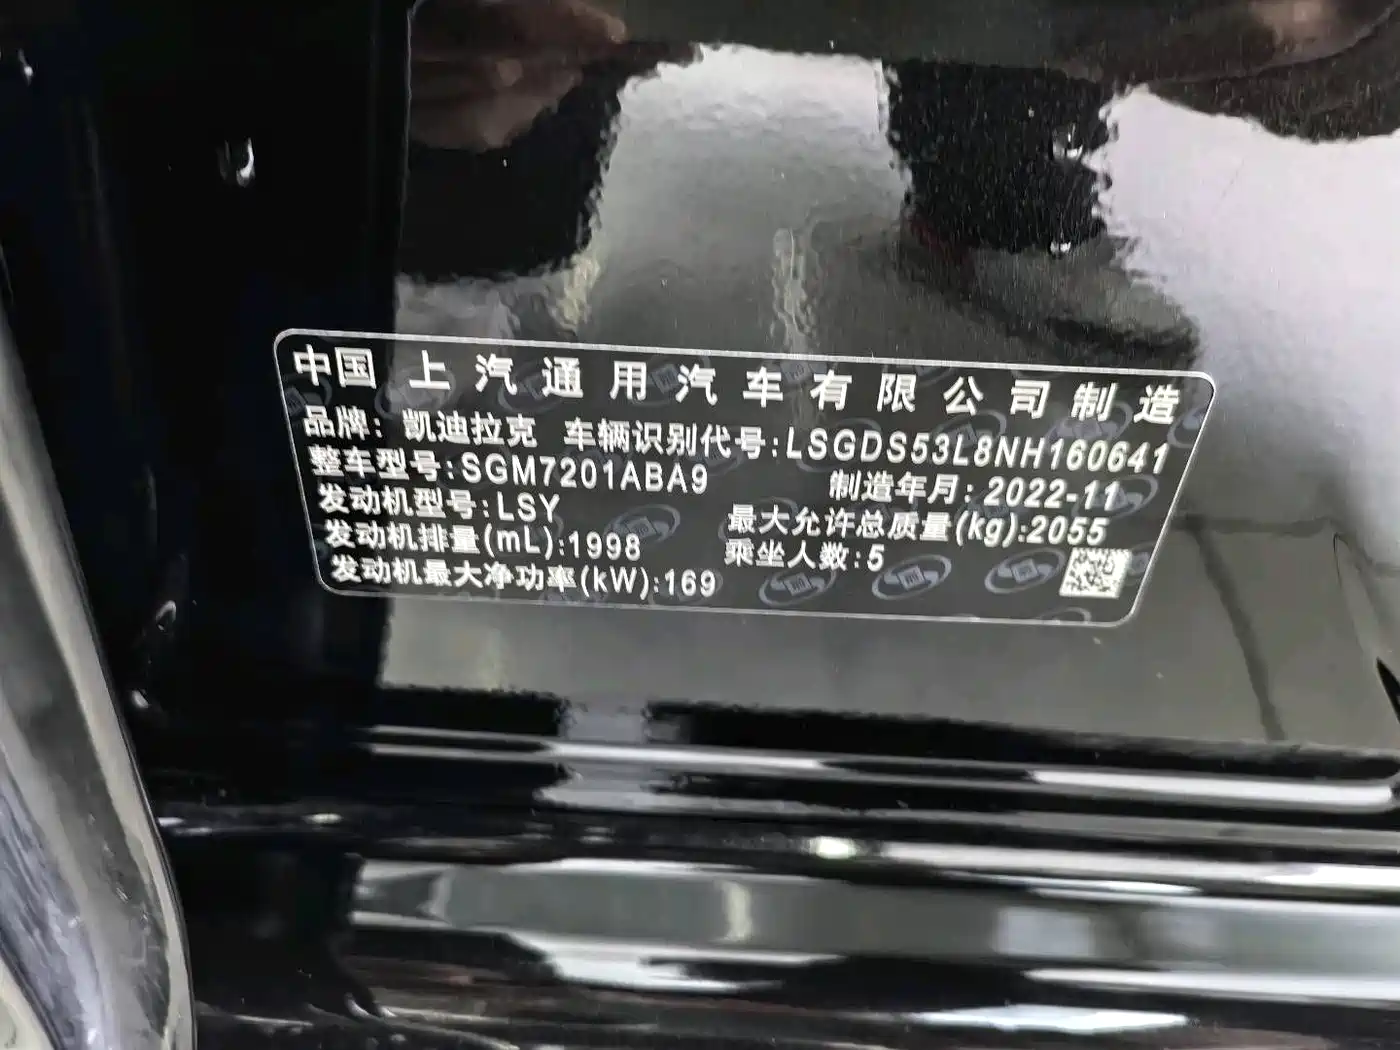 中国 上汽通用汽车有限公司制造
品牌: 凯迪拉克 车辆识别代号:LSGDS53L8NH160641
整车型号:SGM7201ABA9 制造年月: 2022-11
发动机型号:LSY 最大允许总质量(kg):2055
发动机排量(mL):1998 乘坐人数:5
发动机最大净功率(kW):169